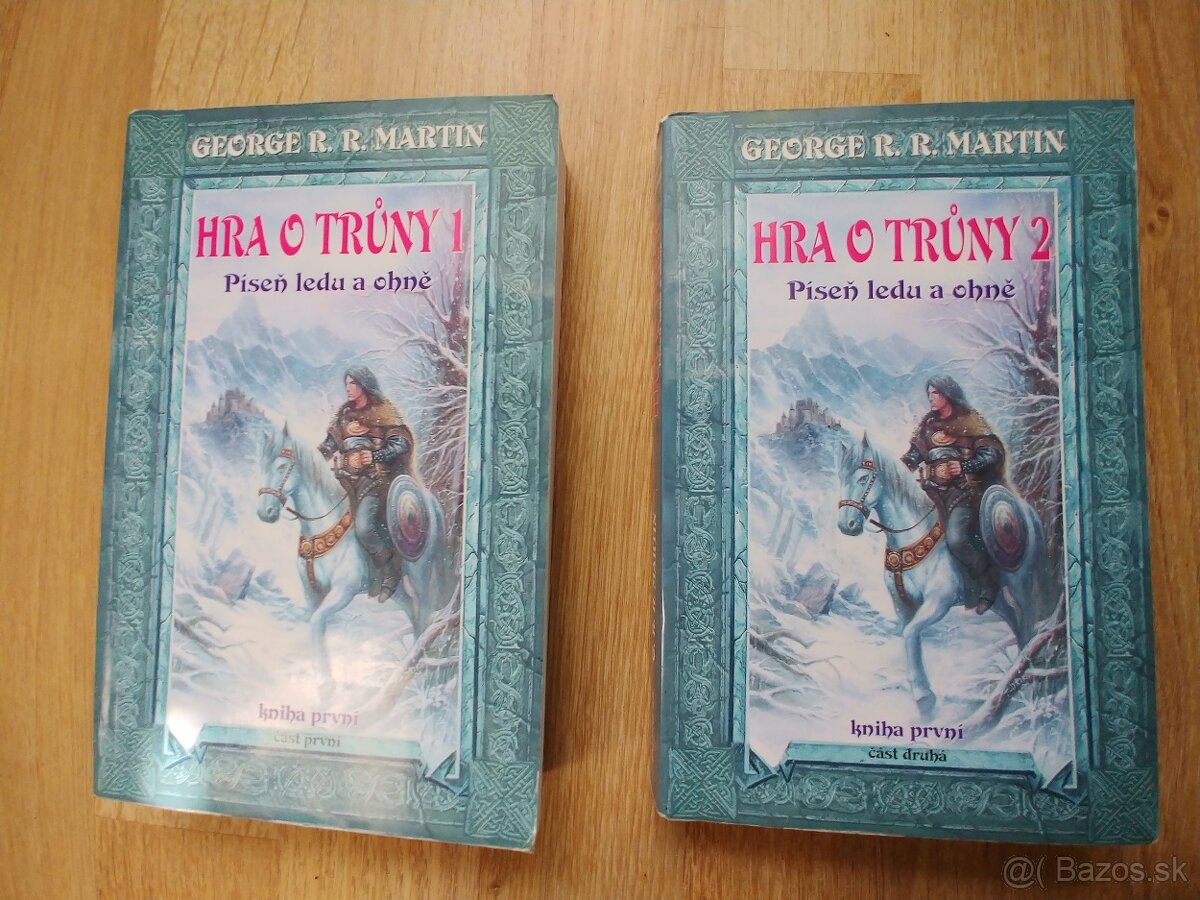 GEORGE R. R. MARTIN
HRA O TRŮNY 1
Píseň ledu a ohně
kniha první
část první
GEORGE R. R. MARTIN
HRA O TRŮNY 2
Píseň ledu a ohně
kniha první
část druhá
@( Bazos.sk